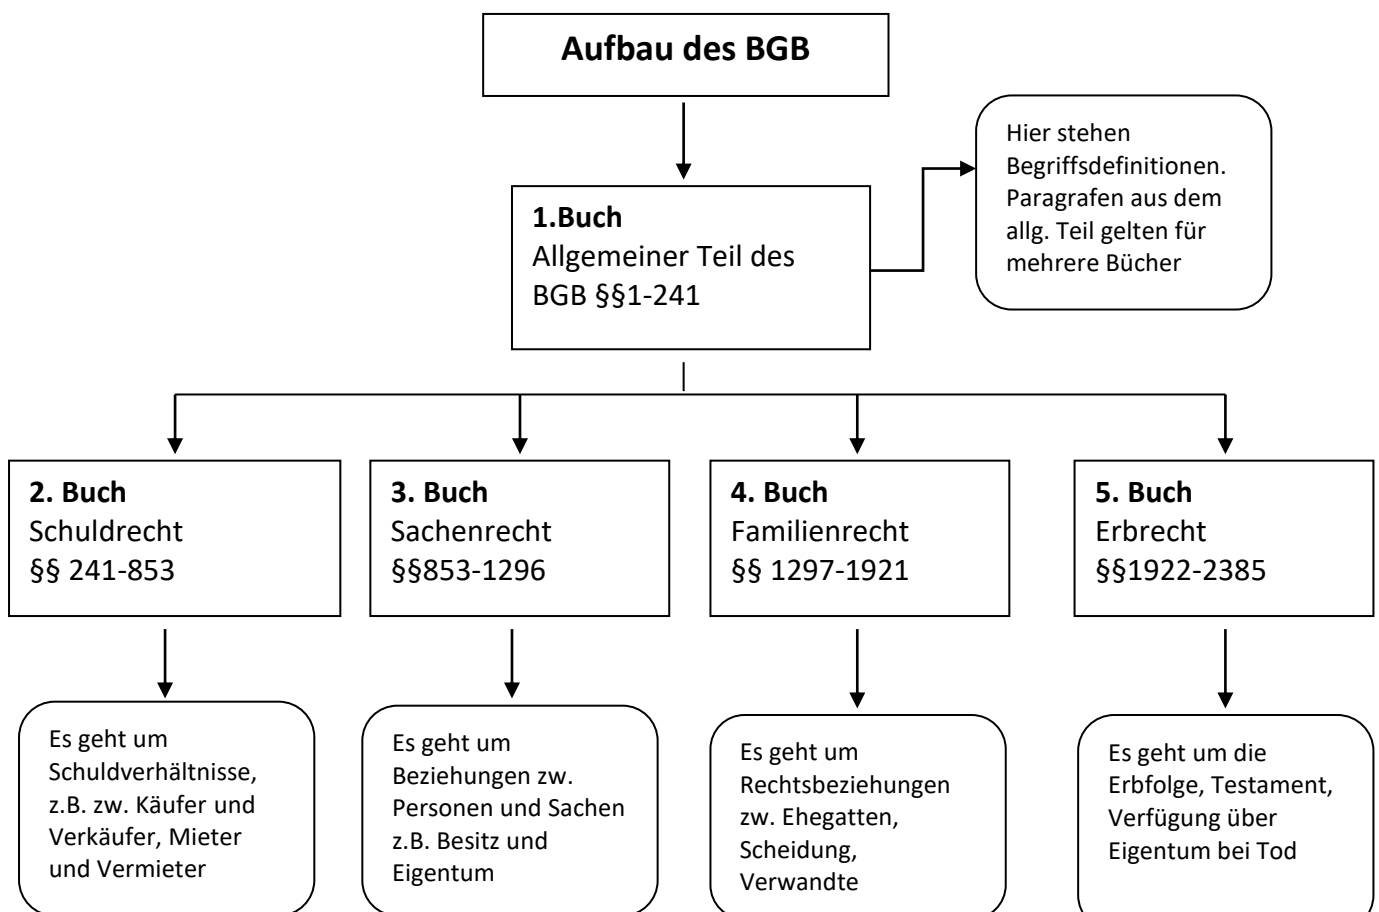 Aufbau des BGB
Hier stehen
Begriffsdefinitionen.
Paragrafen aus dem
allg. Teil gelten für
mehrere Bücher
1.Buch
Allgemeiner Teil des
BGB §§1-241
2. Buch
Schuldrecht
§§ 241-853
3. Buch
Sachenrecht
§§853-1296
4. Buch
Familienrecht
§§ 1297-1921
5. Buch
Erbrecht
§§1922-2385
Es geht um
Schuldverhältnisse,
z.B. zw. Käufer und
Verkäufer, Mieter
und Vermieter
Es geht um
Beziehungen zw.
Personen und Sachen
z.B. Besitz und
Eigentum
Es geht um
Rechtsbeziehungen
zw. Ehegatten,
Scheidung,
Verwandte
Es geht um die
Erbfolge, Testament,
Verfügung über
Eigentum bei Tod